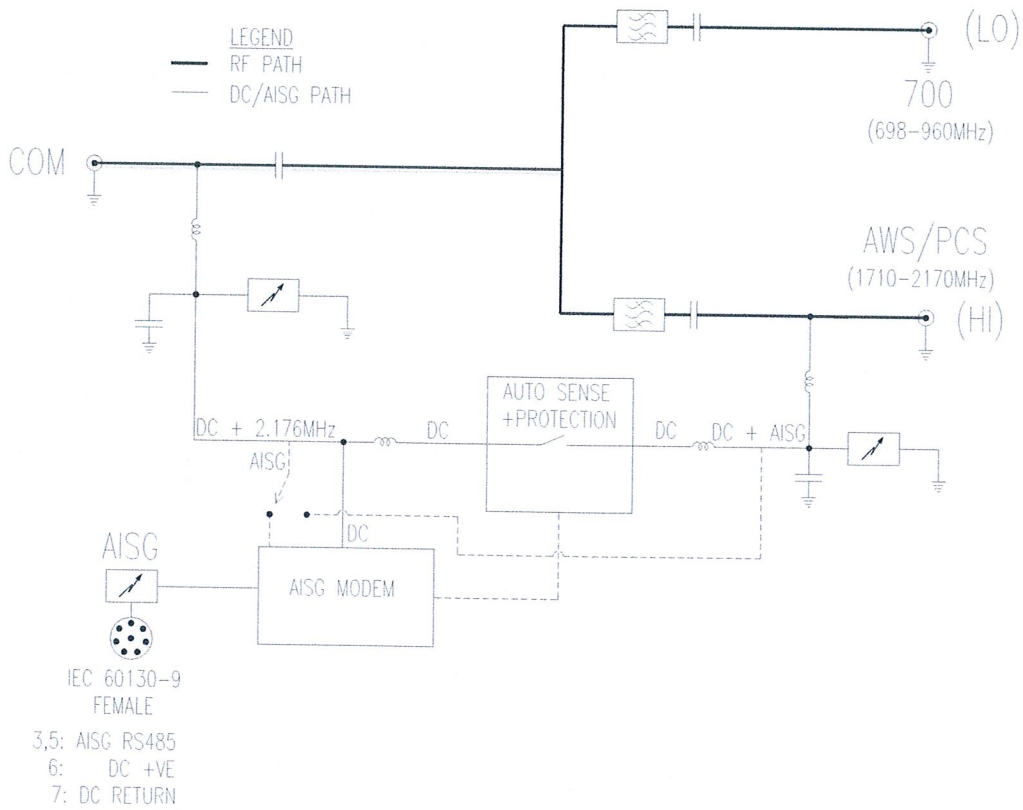 LEGEND
RF PATH
DC/AISG PATH
(LO)
700
(698-960MHz)
COM
AWS/PCS
(1710-2170MHz)
(HI)
AUTO SENSE
+PROTECTION
DC + 2.176MHz
DC
DC
DC + AISG
AISG
DC
AISG
AISG MODEM
IEC 60130-9
FEMALE
3,5: AISG RS485
6: DC +VE
7: DC RETURN